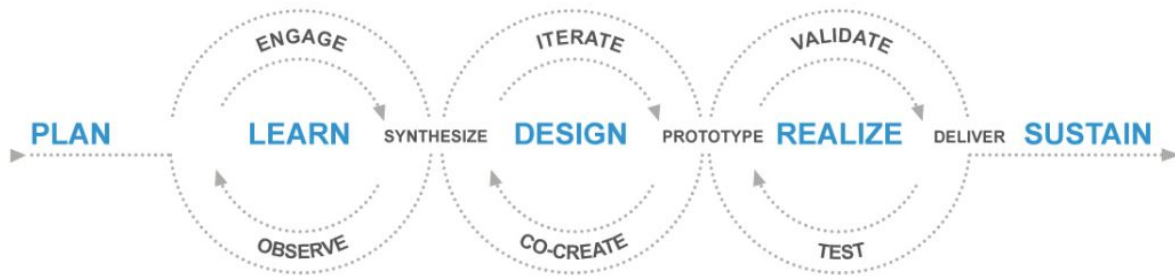 ENGAGE
ITERATE
VALIDATE
PLAN
LEARN
SYNTHESIZE
DESIGN
PROTOTYPE
REALIZE
DELIVER
SUSTAIN
OBSERVE
CO-CREATE
TEST